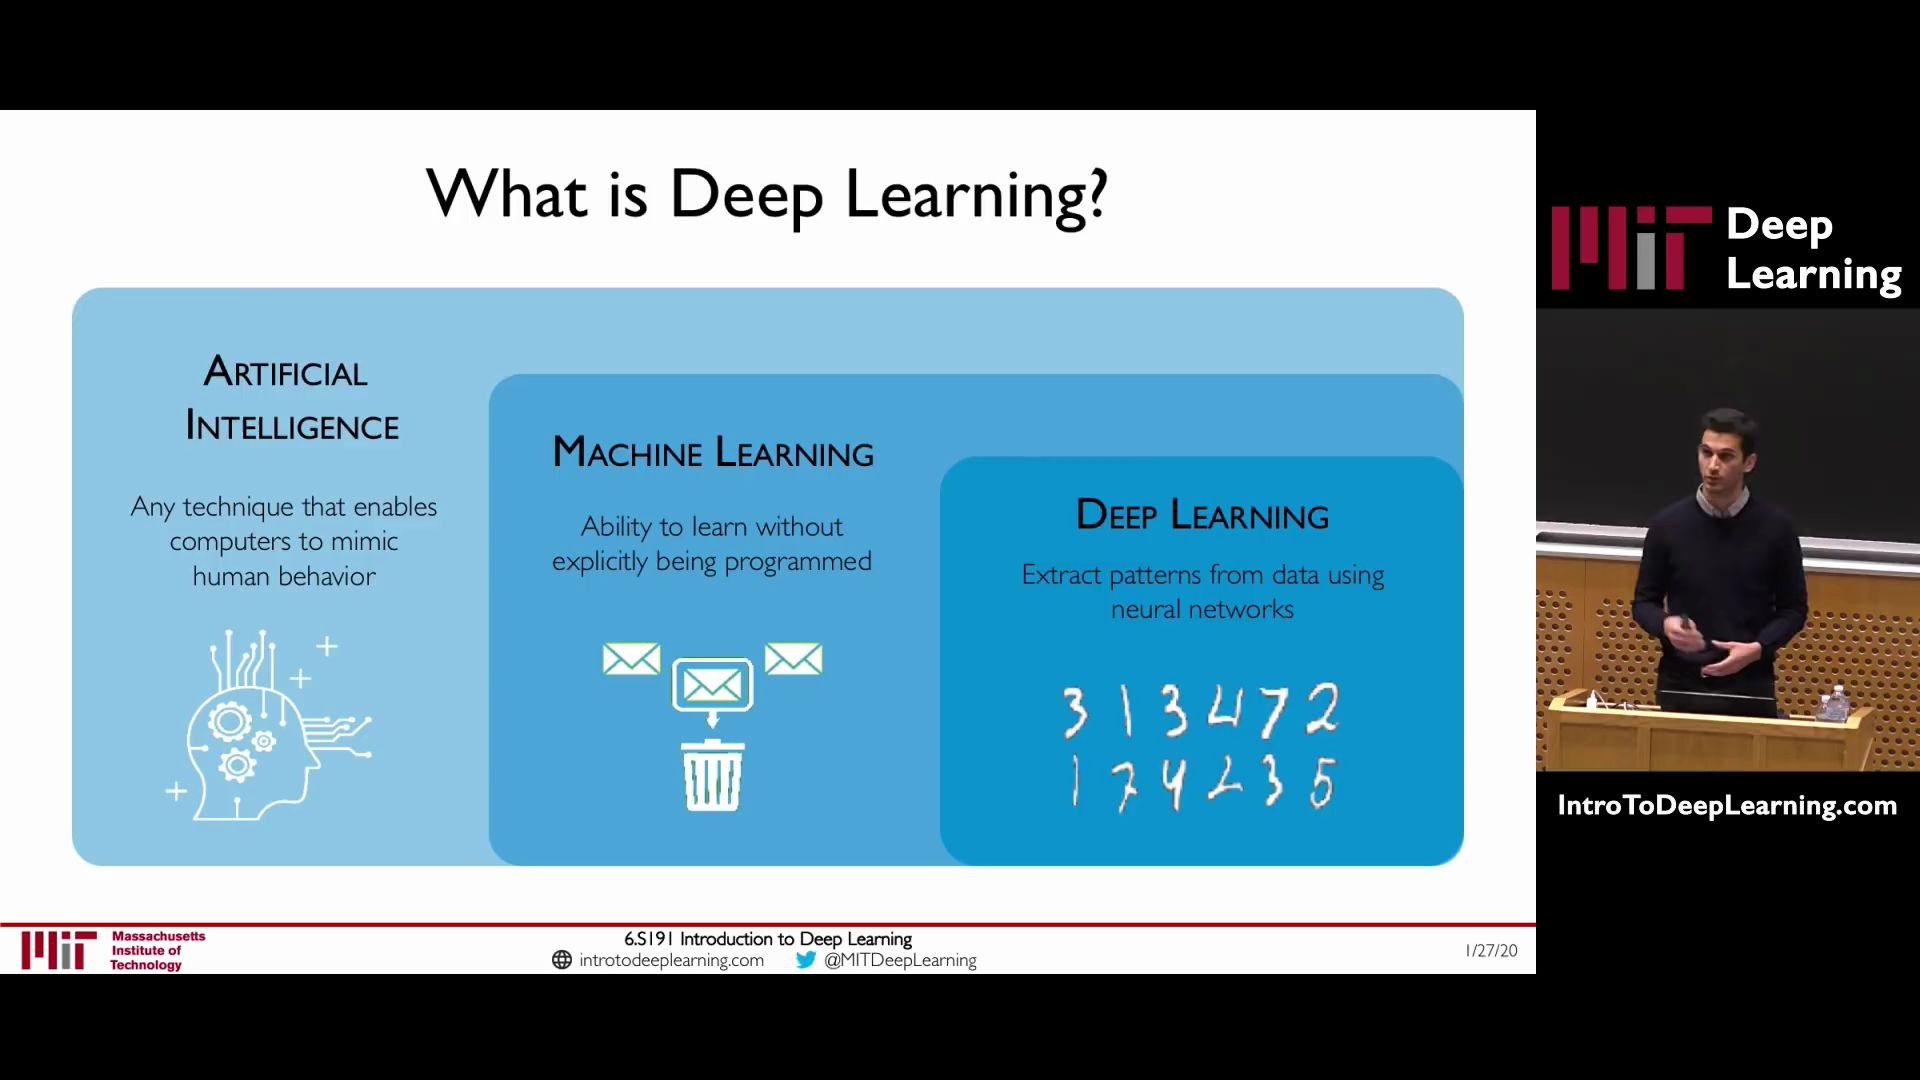 What is Deep Learning?
ARTIFICIAL
INTELLIGENCE
Any technique that enables
computers to mimic
human behavior
MACHINE LEARNING
Ability to learn without
explicitly being programmed
DEEP LEARNING
Extract patterns from data using
neural networks
3 1 3 4 7 2
1 7 4 2 3 5
MIT
Massachusetts
Institute of
Technology
6.S191 Introduction to Deep Learning
introtodeeplearning.com @MITDeepLearning
1/27/20
MIT Deep
Learning
IntroToDeepLearning.com